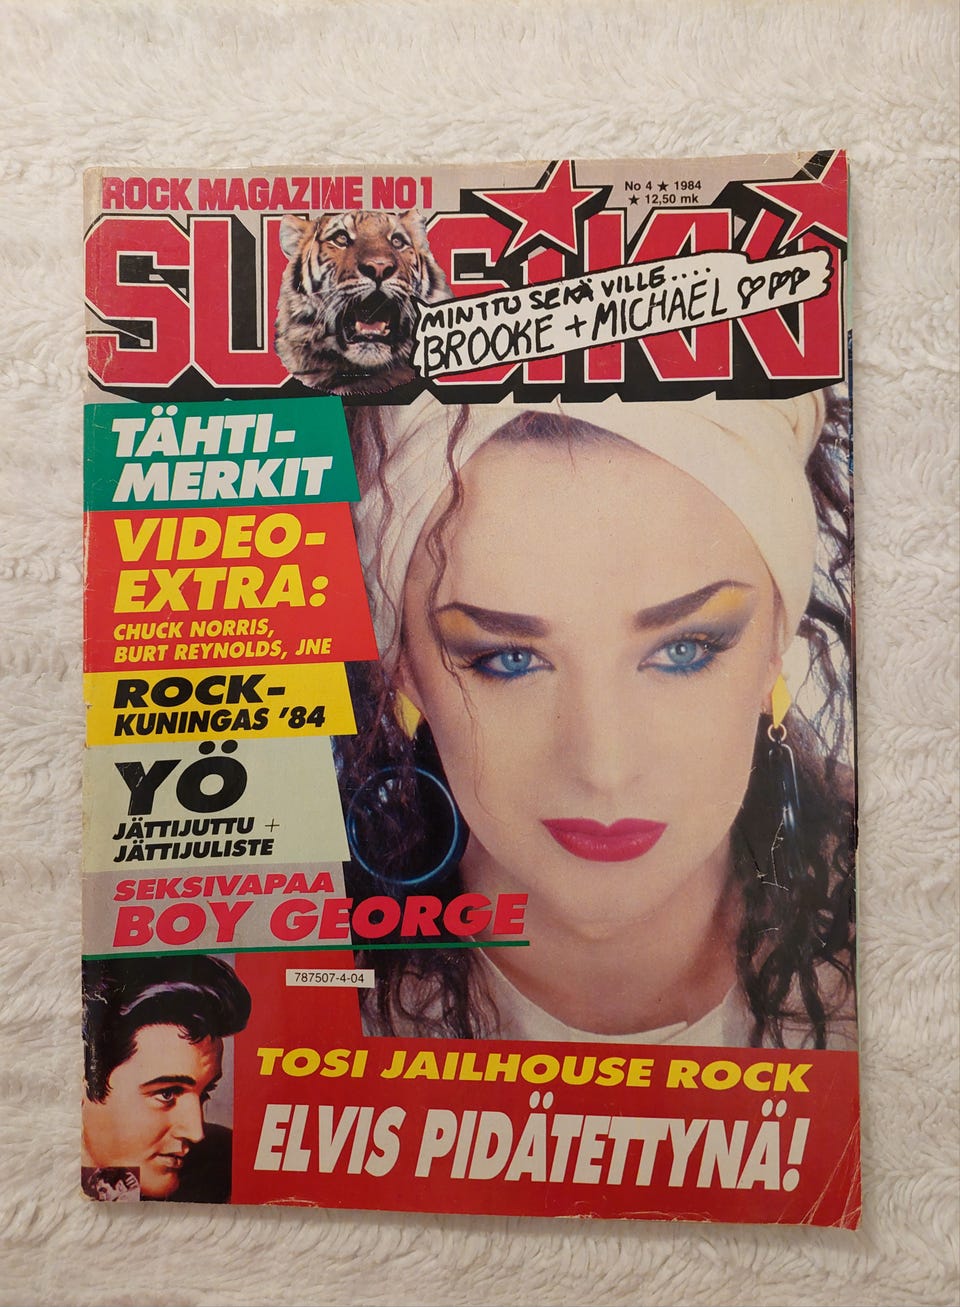 ROCK MAGAZINE NO1
No 4 ★ 1984
★ 12,50 mk
SUOSIKKI
MINTTU SEKÄ VILLE....
BROOKE + MICHAEL ♡♡♡
TÄHTI-
MERKIT
VIDEO-
EXTRA:
CHUCK NORRIS,
BURT REYNOLDS, JNE
ROCK-
KUNINGAS '84
YÖ
JÄTTIJUTTU +
JÄTTIJULISTE
SEKSIVAPAA
BOY GEORGE
787507-4-04
TOSI JAILHOUSE ROCK
ELVIS PIDÄTETTYNÄ!